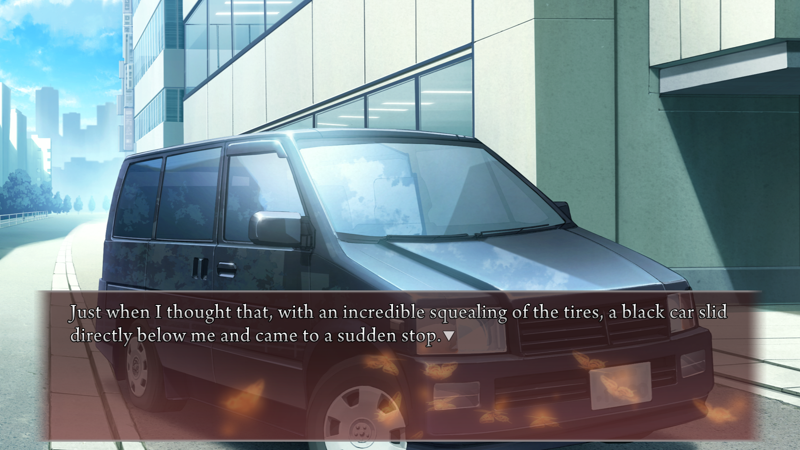 Just when I thought that, with an incredible squealing of the tires, a black car slid
directly below me and came to a sudden stop.